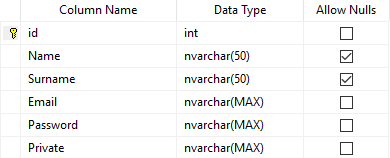 Column Name Data Type Allow Nulls
id int
Name nvarchar(50)
Surname nvarchar(50)
Email nvarchar(MAX)
Password nvarchar(MAX)
Private nvarchar(MAX)